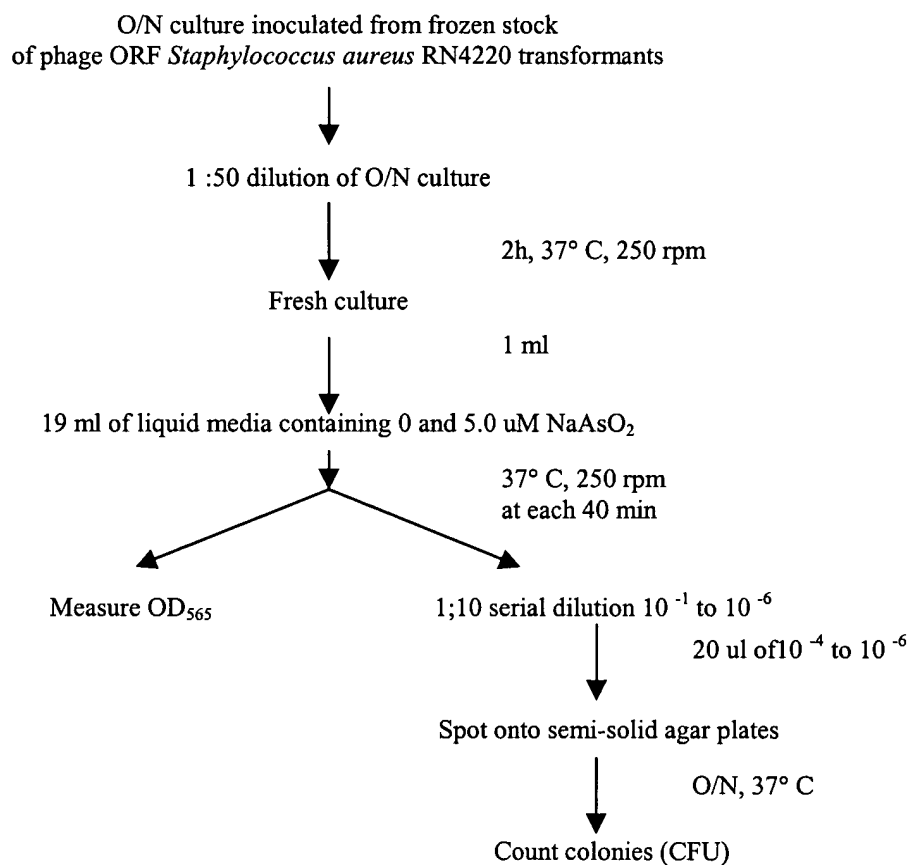 O/N culture inoculated from frozen stock
of phage ORF Staphylococcus aureus RN4220 transformants
1 :50 dilution of O/N culture
2h, 37° C, 250 rpm
Fresh culture
1 ml
19 ml of liquid media containing 0 and 5.0 uM NaAsO₂
37° C, 250 rpm
at each 40 min
Measure OD₅₆₅
1;10 serial dilution 10 ⁻¹ to 10 ⁻⁶
20 ul of10 ⁻⁴ to 10 ⁻⁶
Spot onto semi-solid agar plates
O/N, 37° C
Count colonies (CFU)